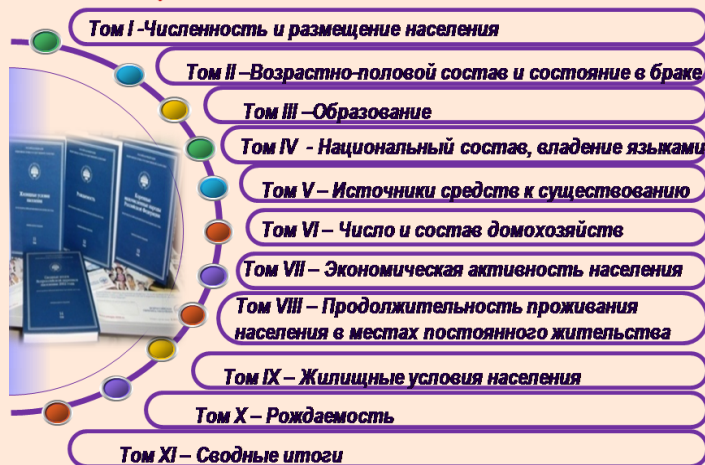 Том I -Численность и размещение населения
Том II –Возрастно-половой состав и состояние в браке
Том III –Образование
Том IV - Национальный состав, владение языками
Том V – Источники средств к существованию
Том VI – Число и состав домохозяйств
Том VII – Экономическая активность населения
Том VIII – Продолжительность проживания
населения в местах постоянного жительства
Том IX – Жилищные условия населения
Том X – Рождаемость
Том XI – Сводные итоги